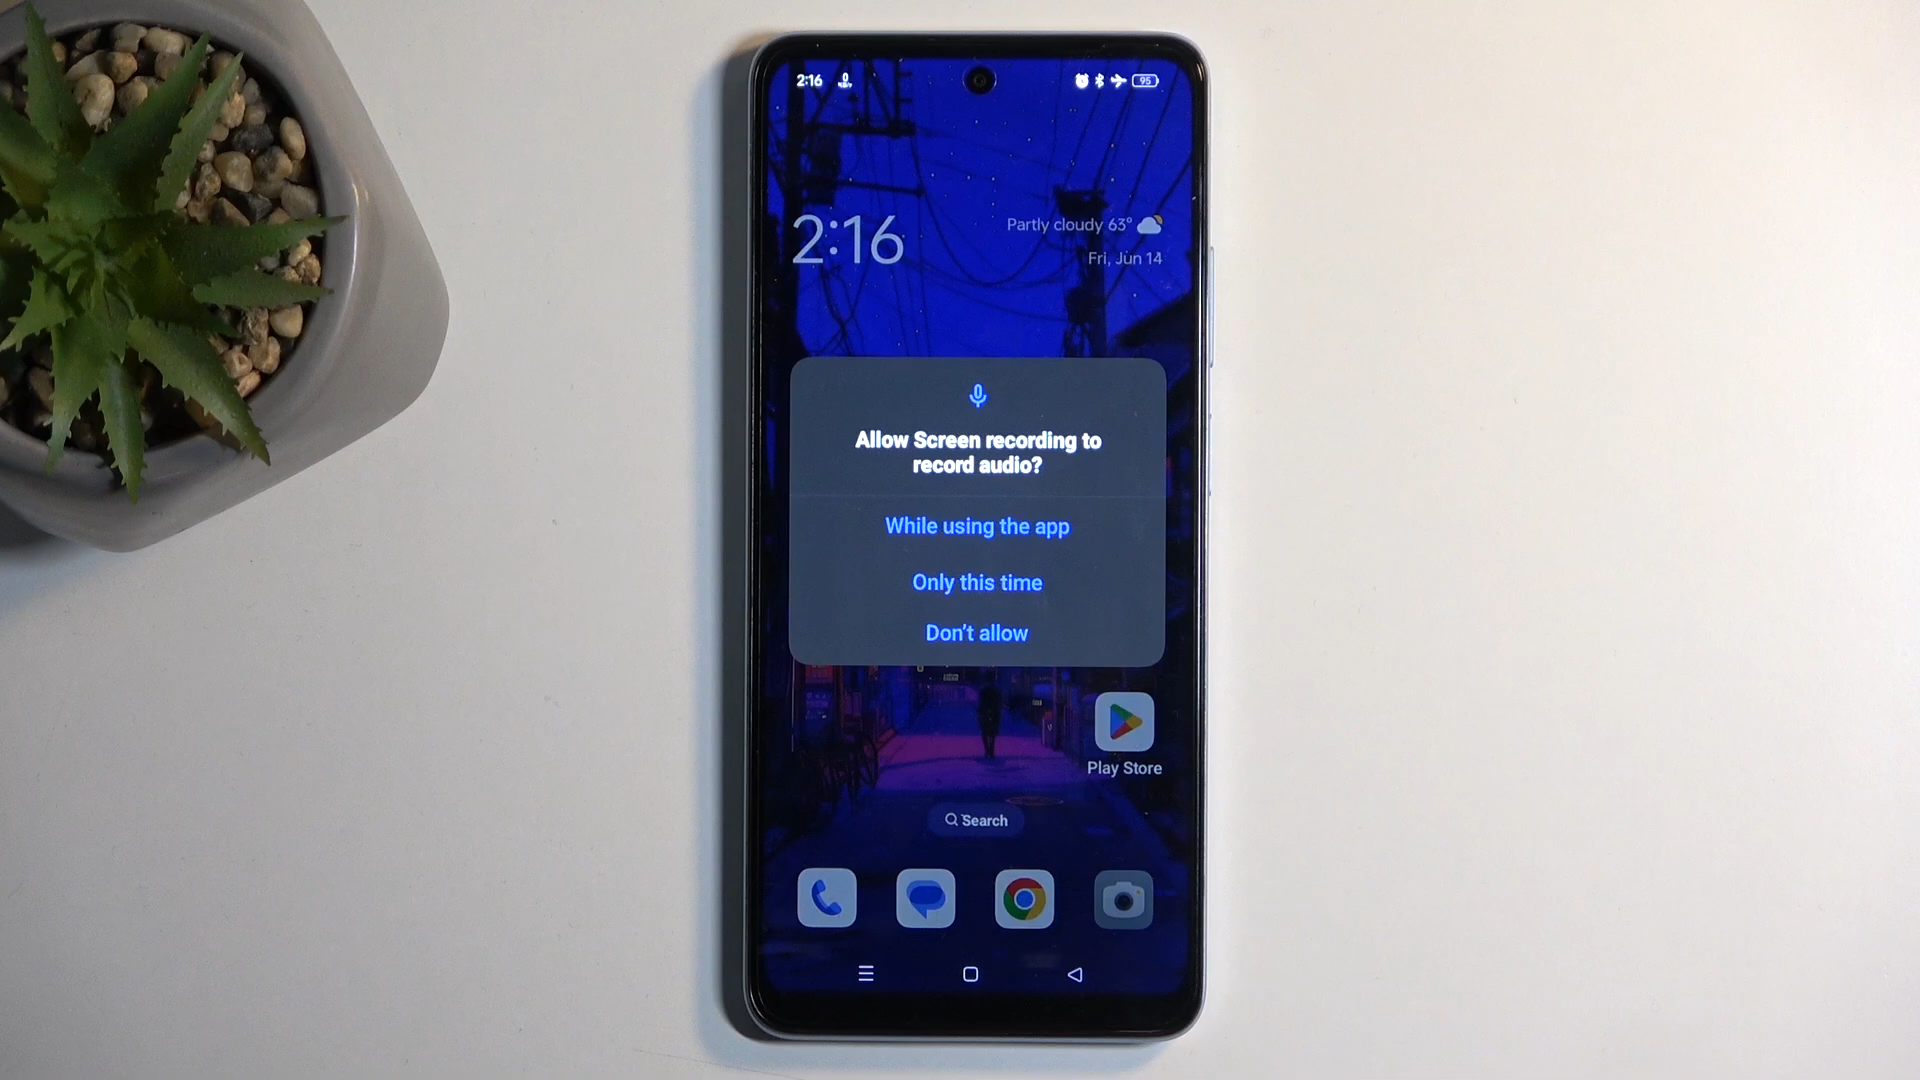 2:16
95
2:16
Partly cloudy 63°
Fri, Jun 14
Allow Screen recording to
record audio?
While using the app
Only this time
Don't allow
Play Store
Search